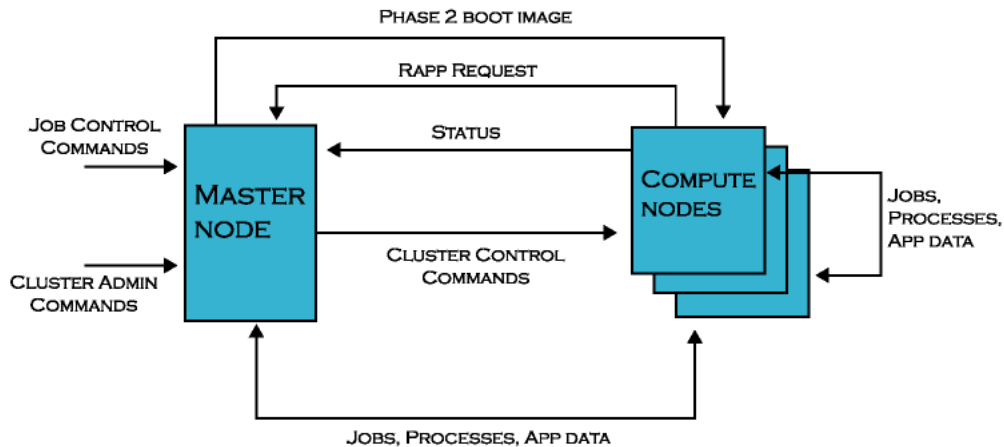 Phase 2 boot image
Rapp Request
Job Control
Commands
Status
Master
node
Compute
nodes
Jobs,
Processes,
App data
Cluster Control
Commands
Cluster Admin
Commands
Jobs, Processes, App data